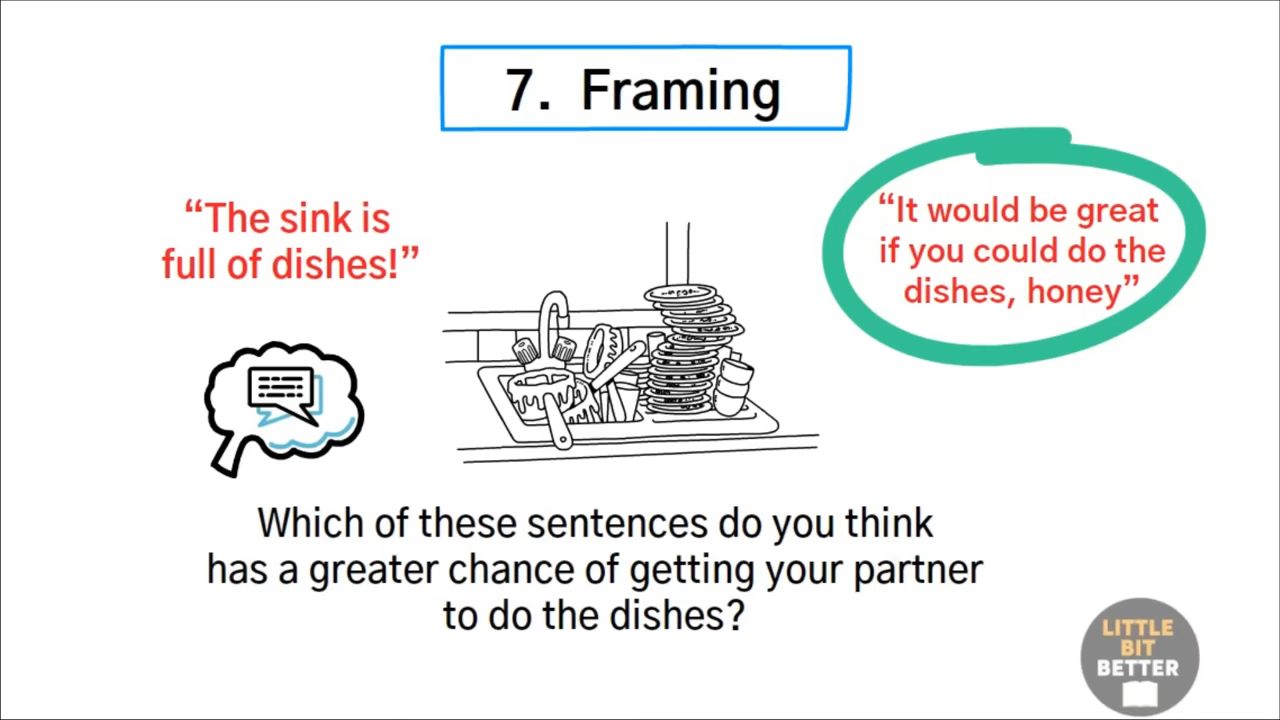 7. Framing
“The sink is
full of dishes!”
“It would be great
if you could do the
dishes, honey”
Which of these sentences do you think
has a greater chance of getting your partner
to do the dishes?
LITTLE
BIT
BETTER